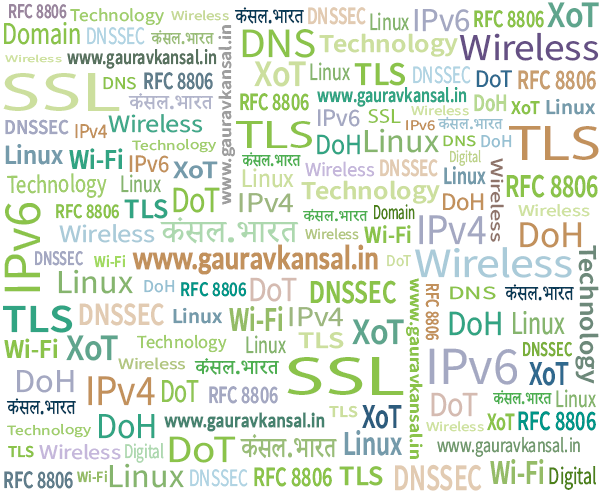 RFC 8806 Technology Wireless DNSSEC Linux IPv6 RFC 8806 XoT
Domain DNSSEC कंसल.भारत DNS Technology Wireless
Wireless www.gauravkansal.in www.gauravkansal.in
SSL DNS RFC 8806 XoT Linux TLS DNSSEC DoT RFC 8806
कंसल.भारत RFC 8806 www.gauravkansal.in Wireless DoH XoT Linux
DNSSEC IPv4 Wireless TLS IPv6 SSL IPv6 कंसल.भारत TLS
Technology DoH Linux DNS DoH
Linux Wi-Fi IPv6 XoT कंसल.भारत Wireless DNSSEC Digital Linux Wireless
Technology Linux DoT Linux Technology RFC 8806
IPv6 RFC 8806 TLS IPv4 कंसल.भारत Domain DoH Wireless
Wireless कंसल.भारत Wireless Wi-Fi IPv4 DoH
DNSSEC Wi-Fi www.gauravkansal.in DoT Wireless Technology
Linux DoH RFC 8806 DoT DNSSEC www.gauravkansal.in RFC 8806 DNS कंसल.भारत
TLS DNSSEC Linux Wi-Fi IPv4 DoH Linux
Wi-Fi XoT Technology Linux TLS XoT DNSSEC
Wireless कंसल.भारत SSL IPv6 XoT
DoH IPv4 DoT RFC 8806 DoT कंसल.भारत Linux
कंसल.भारत DoH www.gauravkansal.in TLS XoT Wireless XoT RFC 8806
Technology
TLS Wireless Digital DoT कंसल.भारत Linux www.gauravkansal.in
RFC 8806 Wi-Fi Linux DNSSEC RFC 8806 TLS DNSSEC Wi-Fi Digital